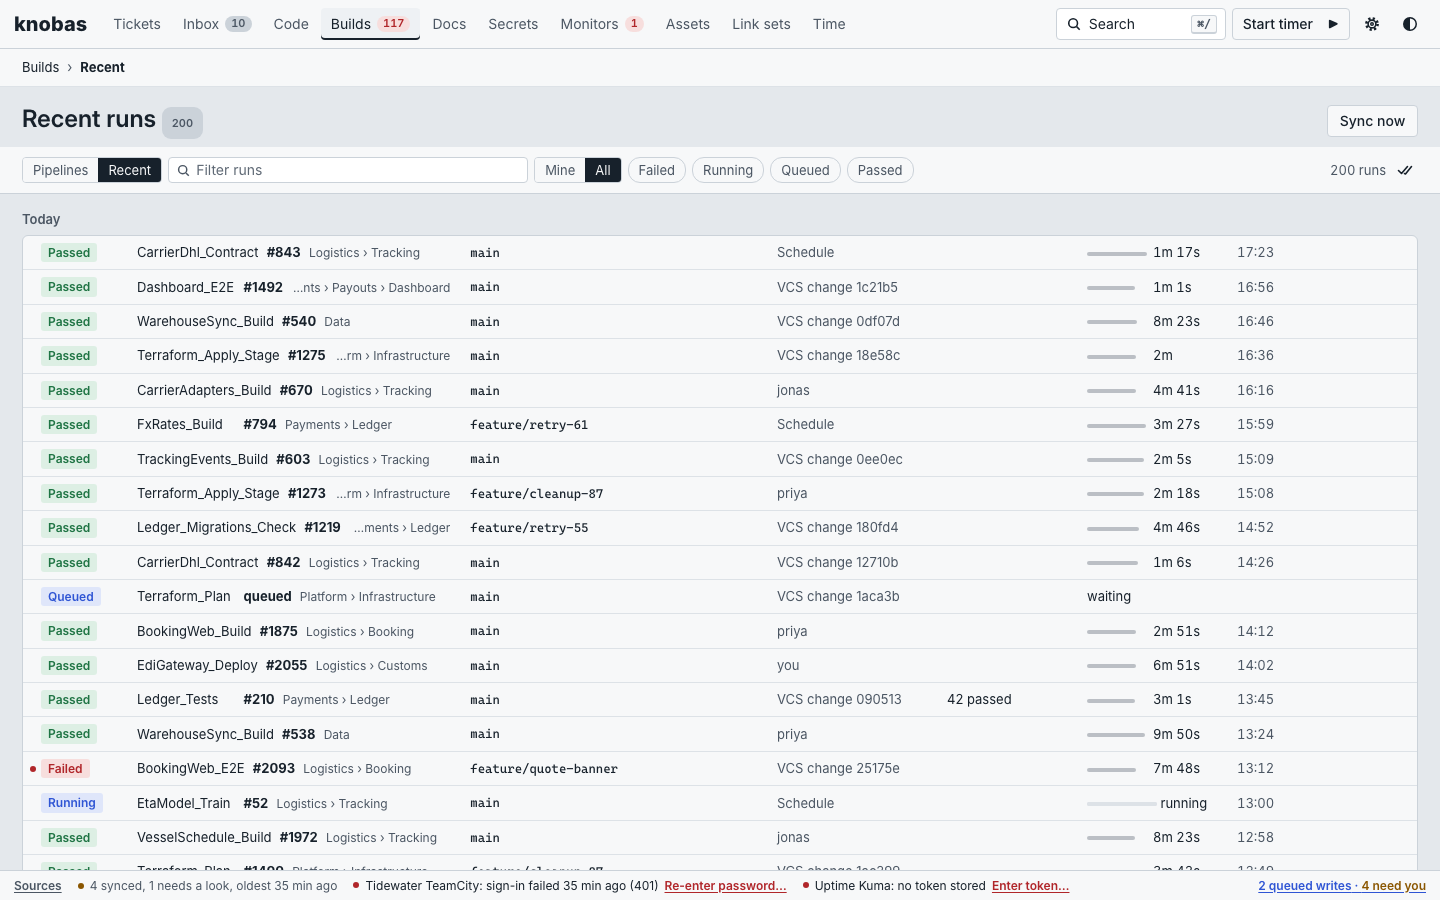 knobas Tickets Inbox 10 Code Builds 117 Docs Secrets Monitors 1 Assets Link sets Time Search ⌘/ Start timer
Builds › Recent
Recent runs 200 Sync now
Pipelines Recent Filter runs Mine All Failed Running Queued Passed 200 runs
Today
Passed CarrierDhl_Contract #843 Logistics › Tracking main Schedule 1m 17s 17:23
Passed Dashboard_E2E #1492 …nts › Payouts › Dashboard main VCS change 1c21b5 1m 1s 16:56
Passed WarehouseSync_Build #540 Data main VCS change 0df07d 8m 23s 16:46
Passed Terraform_Apply_Stage #1275 …rm › Infrastructure main VCS change 18e58c 2m 16:36
Passed CarrierAdapters_Build #670 Logistics › Tracking main jonas 4m 41s 16:16
Passed FxRates_Build #794 Payments › Ledger feature/retry-61 Schedule 3m 27s 15:59
Passed TrackingEvents_Build #603 Logistics › Tracking main VCS change 0ee0ec 2m 5s 15:09
Passed Terraform_Apply_Stage #1273 …rm › Infrastructure feature/cleanup-87 priya 2m 18s 15:08
Passed Ledger_Migrations_Check #1219 …ments › Ledger feature/retry-55 VCS change 180fd4 4m 46s 14:52
Passed CarrierDhl_Contract #842 Logistics › Tracking main VCS change 12710b 1m 6s 14:26
Queued Terraform_Plan queued Platform › Infrastructure main VCS change 1aca3b waiting
Passed BookingWeb_Build #1875 Logistics › Booking main priya 2m 51s 14:12
Passed EdiGateway_Deploy #2055 Logistics › Customs main you 6m 51s 14:02
Passed Ledger_Tests #210 Payments › Ledger main VCS change 090513 42 passed 3m 1s 13:45
Passed WarehouseSync_Build #538 Data main priya 9m 50s 13:24
Failed BookingWeb_E2E #2093 Logistics › Booking feature/quote-banner VCS change 25175e 7m 48s 13:12
Running EtaModel_Train #52 Logistics › Tracking main Schedule running 13:00
Passed VesselSchedule_Build #1972 Logistics › Tracking main jonas 8m 23s 12:58
Passed Terraform_Plan Platform › Infrastructure VCS change
Sources 4 synced, 1 needs a look, oldest 35 min ago Tidewater TeamCity: sign-in failed 35 min ago (401) Re-enter password… Uptime Kuma: no token stored Enter token… 2 queued writes · 4 need you